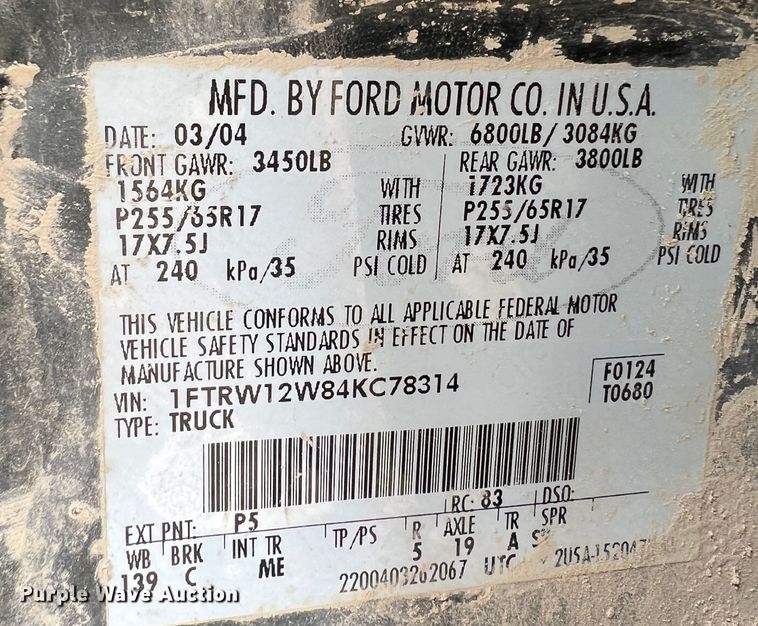 MFD. BY FORD MOTOR CO. IN U.S.A.
DATE: 03/04 GVWR: 6800LB/ 3084KG
FRONT GAWR: 3450LB REAR GAWR: 3800LB
1564KG WITH 1723KG WITH
P255/65R17 TIRES P255/65R17 TIRES
17X7.5J RIMS 17X7.5J RIMS
AT 240 kPa/35 PSI COLD AT 240 kPa/35 PSI COLD
THIS VEHICLE CONFORMS TO ALL APPLICABLE FEDERAL MOTOR
VEHICLE SAFETY STANDARDS IN EFFECT ON THE DATE OF
MANUFACTURE SHOWN ABOVE.
VIN: 1FTRW12W84KC78314 F0124
TYPE: TRUCK T0680
EXT PNT: P5 RC: 83 DSO:
WB BRK INT TR TP/PS R AXLE TR SPR
139 C ME 5 19 A
2200403262067 UTC
Purple Wave Auction